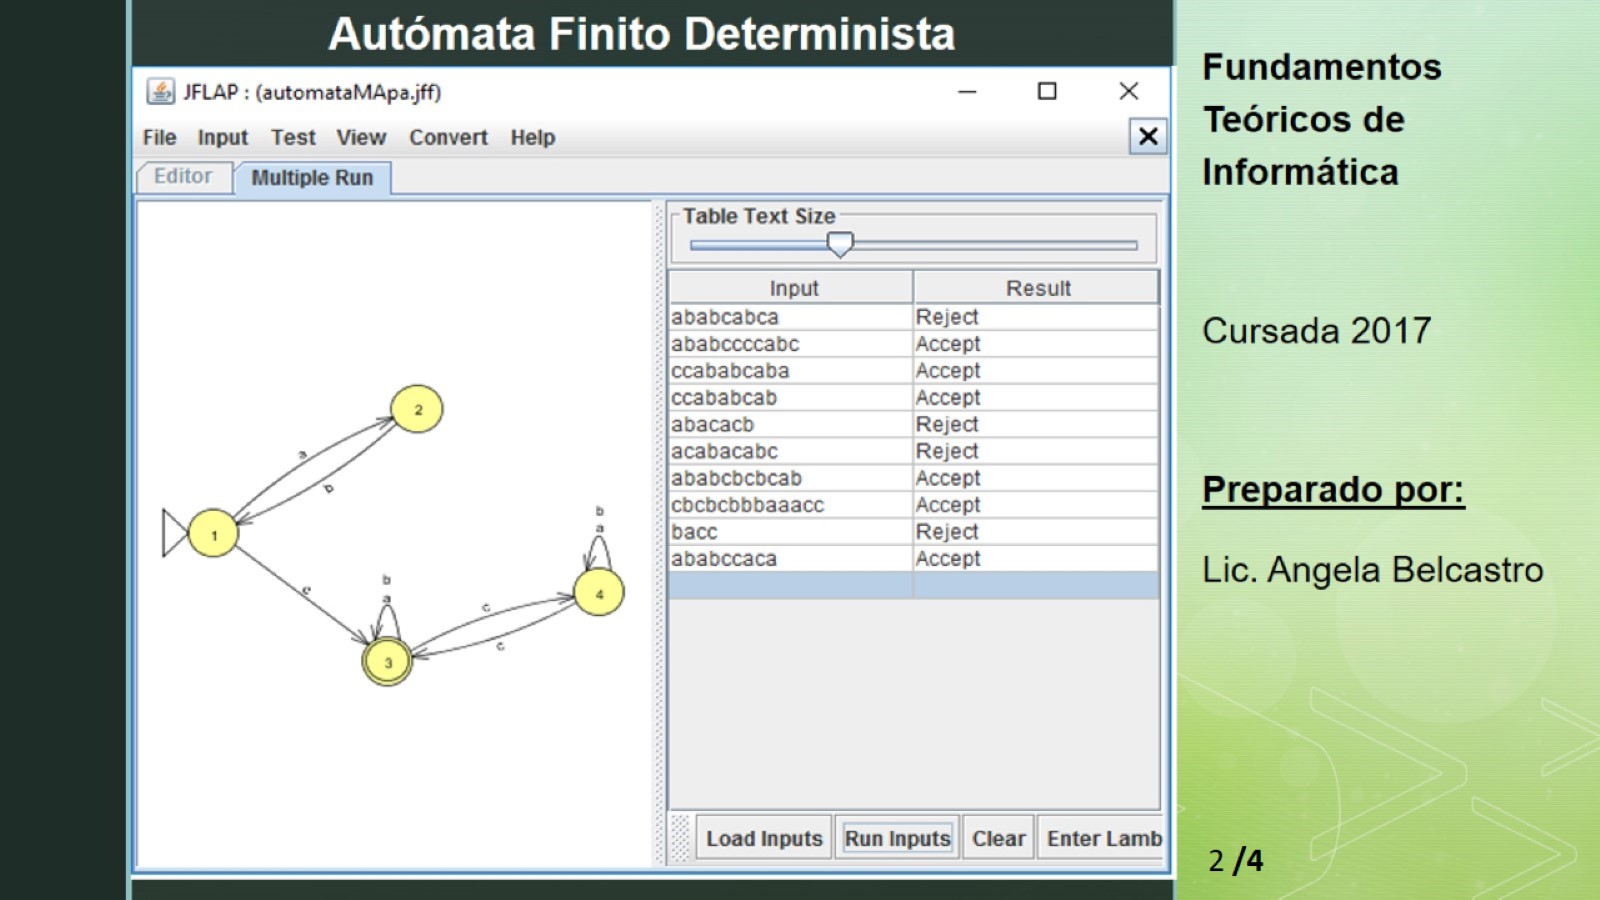 Autómata Finito Determinista
JFLAP : (automataMApa.jff)
File Input Test View Convert Help
Editor Multiple Run
Table Text Size
Input Result
ababcabca Reject
ababccccabc Accept
ccababcaba Accept
ccababcab Accept
abacacb Reject
acabacabc Reject
ababcbcbcab Accept
cbcbcbbbaaacc Accept
bacc Reject
ababccaca Accept
2
a
b
1
c
b
a
3
c
c
b
a
4
Load Inputs Run Inputs Clear Enter Lamb
Fundamentos
Teóricos de
Informática
Cursada 2017
Preparado por:
Lic. Angela Belcastro
2 /4